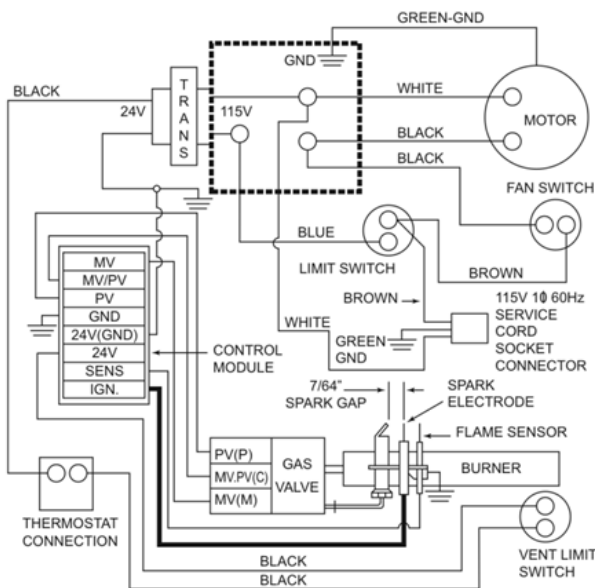 GREEN-GND
GND
BLACK
24V
TRANS
115V
WHITE
MOTOR
BLACK
BLACK
FAN SWITCH
BLUE
LIMIT SWITCH
BROWN
BROWN
115V 1ϕ 60Hz
SERVICE
CORD
SOCKET
CONNECTOR
WHITE
GREEN
GND
MV
MV/PV
PV
GND
24V(GND)
24V
SENS
IGN.
CONTROL
MODULE
7/64"
SPARK GAP
SPARK
ELECTRODE
FLAME SENSOR
PV(P)
MV.PV(C)
MV(M)
GAS
VALVE
BURNER
THERMOSTAT
CONNECTION
BLACK
BLACK
VENT LIMIT
SWITCH